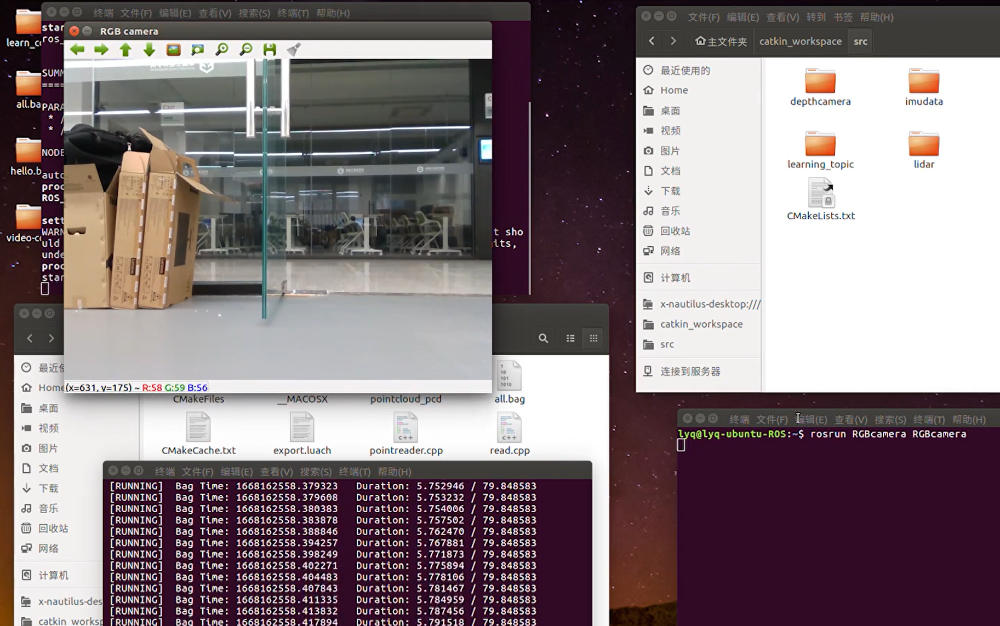 终端 文件(F) 编辑(E) 查看(V) 搜索(S) 终端(T) 帮助(H)
learn_co
star
ros_
SUMM
====
all.ba
PARA
* /
* /
NODE
hello.b
auto
proc
ROS_
sett
WARN
t sho
video-co
uld
its,
unde
proc
star
RGB camera
C307
(x=631, y=175) ~ R:58 G:59 B:56
文件(F) 编辑(E) 查看(V) 转到 书签 帮助(H)
主文件夹 catkin_workspace src
最近使用的
Home
桌面
视频
图片
文档
下载
音乐
回收站
网络
计算机
x-nautilus-desktop:///
catkin_workspace
src
连接到服务器
depthcamera
imudata
learning_topic
lidar
CMakeLists.txt
最近使
Home
桌面
视频
图片
文档
下载
音乐
回收站
网络
计算机
x-nautilus-des
catkin_worksp
CMakeFiles
__MACOSX
pointcloud_pcd
1
10
101
1010
all.bag
CMakeCache.txt
export.luach
C++
pointreader.cpp
C++
read.cpp
终端 文件(F) 编辑(E) 查看(V) 搜索(S) 终端(T) 帮助(H)
[RUNNING] Bag Time: 1668162558.379323 Duration: 5.752946 / 79.848583
[RUNNING] Bag Time: 1668162558.379608 Duration: 5.753232 / 79.848583
[RUNNING] Bag Time: 1668162558.380383 Duration: 5.754006 / 79.848583
[RUNNING] Bag Time: 1668162558.383878 Duration: 5.757502 / 79.848583
[RUNNING] Bag Time: 1668162558.388846 Duration: 5.762470 / 79.848583
[RUNNING] Bag Time: 1668162558.394257 Duration: 5.767881 / 79.848583
[RUNNING] Bag Time: 1668162558.398249 Duration: 5.771873 / 79.848583
[RUNNING] Bag Time: 1668162558.402271 Duration: 5.775894 / 79.848583
[RUNNING] Bag Time: 1668162558.404483 Duration: 5.778106 / 79.848583
[RUNNING] Bag Time: 1668162558.407843 Duration: 5.781467 / 79.848583
[RUNNING] Bag Time: 1668162558.411335 Duration: 5.784959 / 79.848583
[RUNNING] Bag Time: 1668162558.413832 Duration: 5.787456 / 79.848583
[RUNNING] Bag Time: 1668162558.417894 Duration: 5.791518 / 79.848583
终端 文件(F) 编辑(E) 查看(V) 搜索(S) 终端(T) 帮助(H)
lyq@lyq-ubuntu-ROS:~$ rosrun RGBcamera RGBcamera